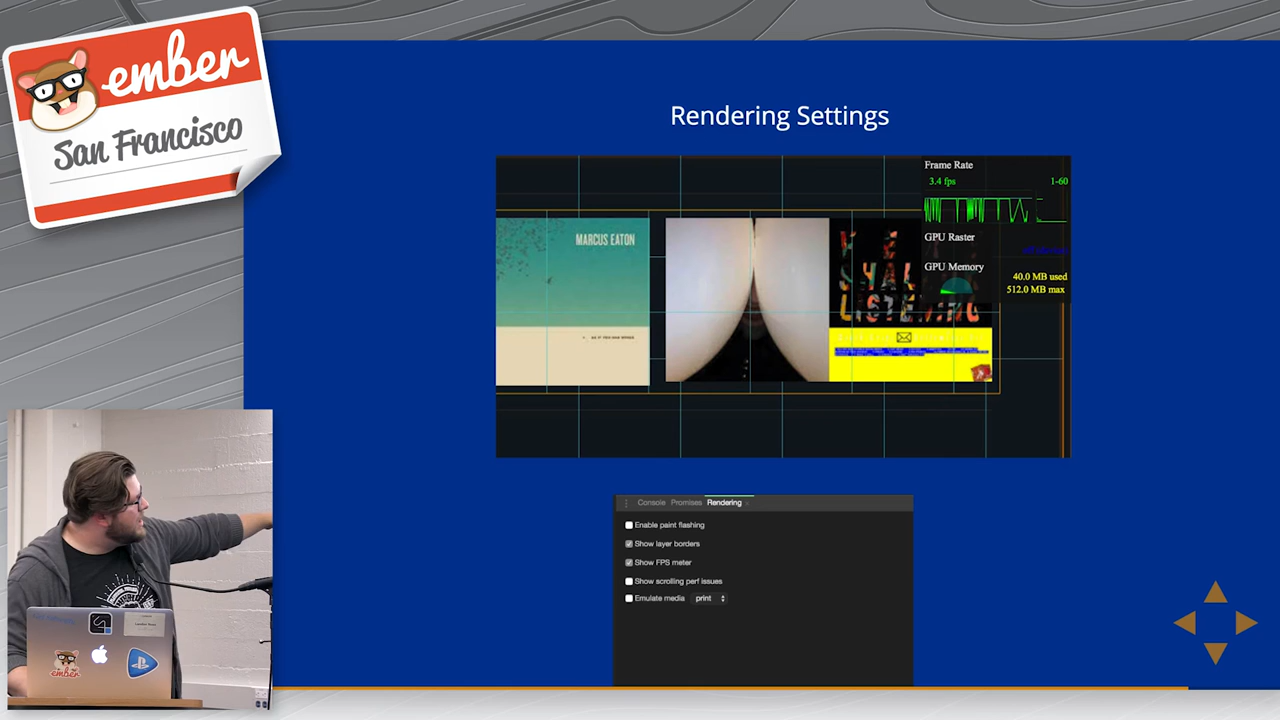 ember
San Francisco
Rendering Settings
MARCUS EATON
Frame Rate
3.4 fps 1-60
GPU Raster
GPU Memory
40.0 MB used
512.0 MB max
LISTENING
Console Promises Rendering
Enable paint flashing
Show layer borders
Show FPS meter
Show scrolling perf issues
Emulate media print
ember